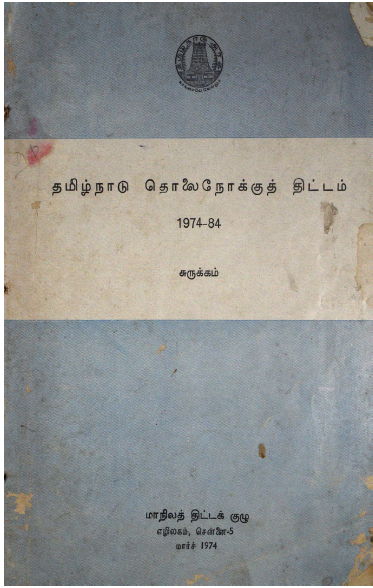 தமிழ்நாடு தொலைநோக்குத் திட்டம்
1974-84
சுருக்கம்
மாநிலத் திட்டக் குழு
எழிலகம், சென்னை-5
மார்ச் 1974